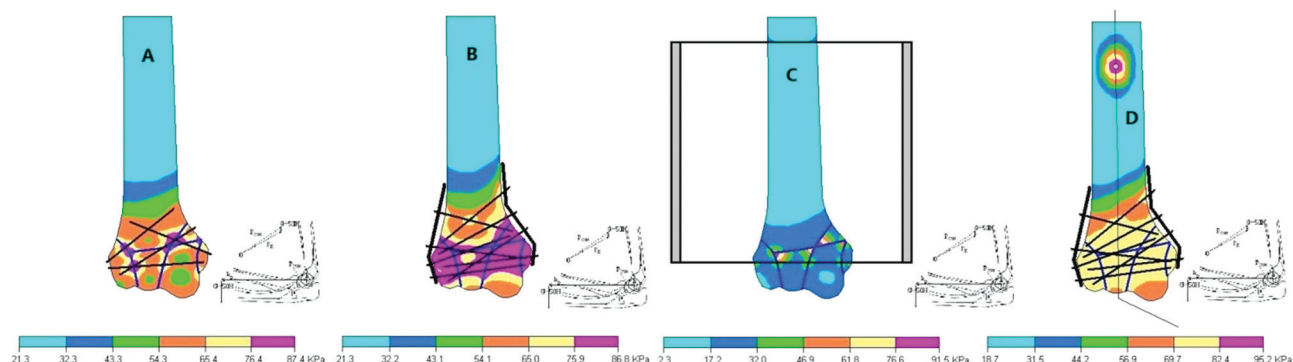 A
B
C
D
21.3 32.3 43.3 54.3 65.4 76.4 87.4 KPa
21.3 32.2 43.1 54.1 65.0 75.9 86.8 KPa
2.3 17.2 32.0 46.9 61.8 76.6 91.5 KPa
18.7 31.5 44.2 56.9 69.7 82.4 95.2 KPa